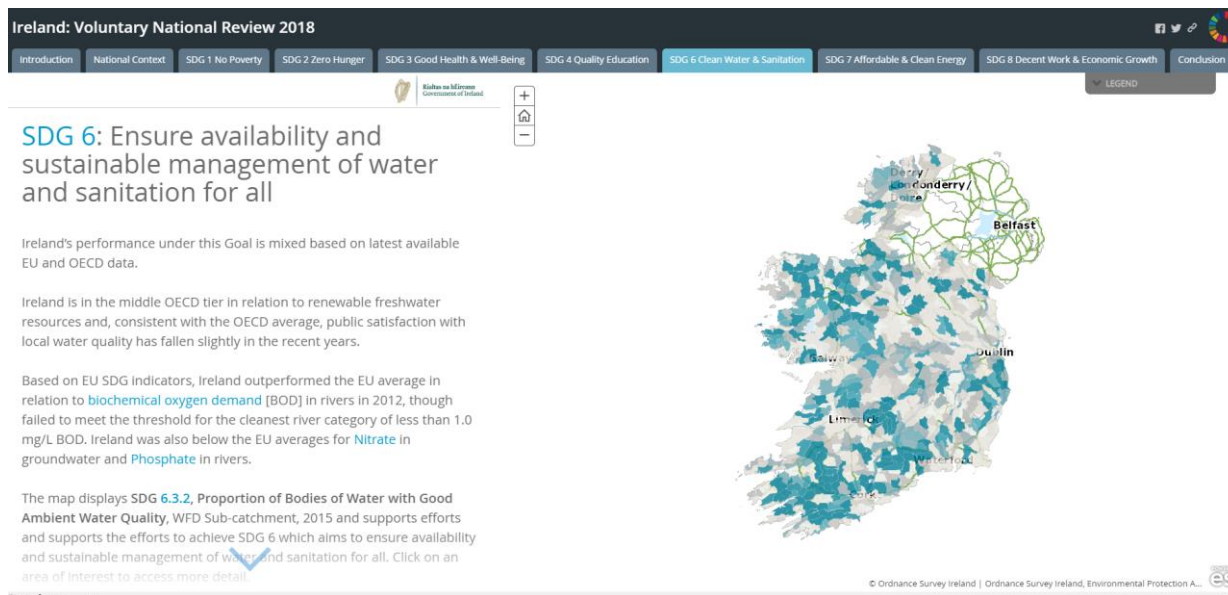 Ireland: Voluntary National Review 2018
Introduction
National Context
SDG 1 No Poverty
SDG 2 Zero Hunger
SDG 3 Good Health & Well-Being
SDG 4 Quality Education
SDG 6 Clean Water & Sanitation
SDG 7 Affordable & Clean Energy
SDG 8 Decent Work & Economic Growth
Conclusion
Rialtas na hÉireann
Government of Ireland
LEGEND
SDG 6: Ensure availability and
sustainable management of water
and sanitation for all
Ireland's performance under this Goal is mixed based on latest available
EU and OECD data.
Ireland is in the middle OECD tier in relation to renewable freshwater
resources and, consistent with the OECD average, public satisfaction with
local water quality has fallen slightly in the recent years.
Based on EU SDG indicators, Ireland outperformed the EU average in
relation to biochemical oxygen demand [BOD] in rivers in 2012, though
failed to meet the threshold for the cleanest river category of less than 1.0
mg/L BOD. Ireland was also below the EU averages for Nitrate in
groundwater and Phosphate in rivers.
The map displays SDG 6.3.2, Proportion of Bodies of Water with Good
Ambient Water Quality, WFD Sub-catchment, 2015 and supports efforts
and supports the efforts to achieve SDG 6 which aims to ensure availability
and sustainable management of water and sanitation for all. Click on an
area of interest to access more detail.
Derry/
Londonderry/
Doire
Belfast
Galway
Dublin
Limerick
Waterford
Cork
© Ordnance Survey Ireland | Ordnance Survey Ireland, Environmental Protection A...
es